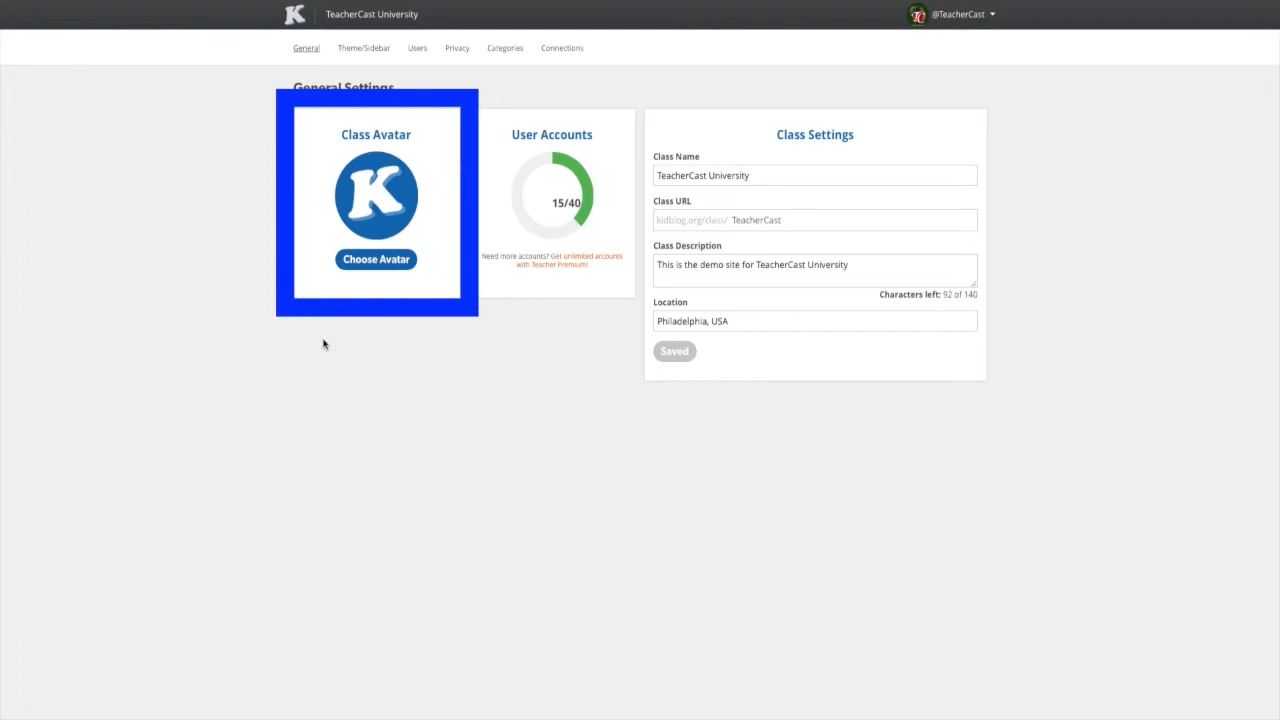 K TeacherCast University
@TeacherCast
General Theme/Sidebar Users Privacy Categories Connections
General Settings
Class Avatar
K
Choose Avatar
User Accounts
15/40
Need more accounts? Get unlimited accounts
with Teacher Premium!
Class Settings
Class Name
TeacherCast University
Class URL
kidblog.org/class/ TeacherCast
Class Description
This is the demo site for TeacherCast University
Characters left: 92 of 140
Location
Philadelphia, USA
Saved